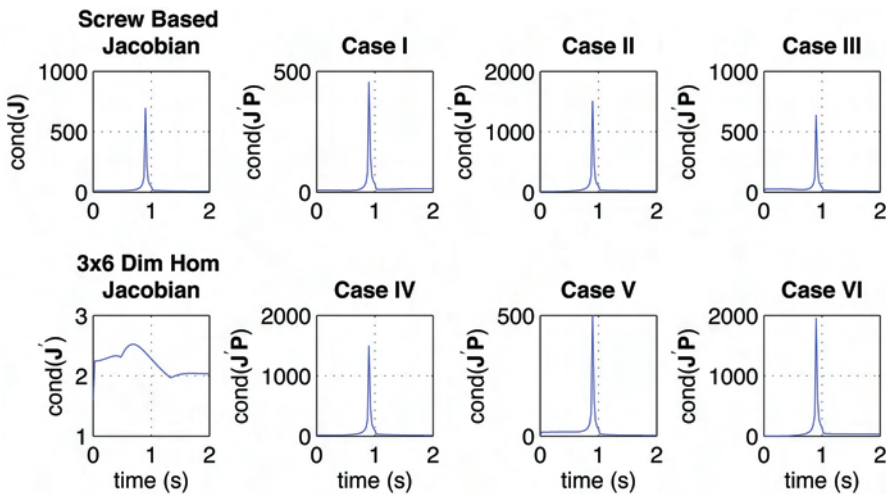 Screw Based
Jacobian
Case I
Case II
Case III
cond(J)
1000
500
0
0 1 2
cond(J'P)
500
0
0 1 2
cond(J'P)
2000
1000
0
0 1 2
cond(J'P)
1000
500
0
0 1 2
3x6 Dim Hom
Jacobian
Case IV
Case V
Case VI
cond(J')
3
2
1
0 1 2
time (s)
cond(J'P)
2000
1000
0
0 1 2
time (s)
cond(J'P)
500
0
0 1 2
time (s)
cond(J'P)
2000
1000
0
0 1 2
time (s)